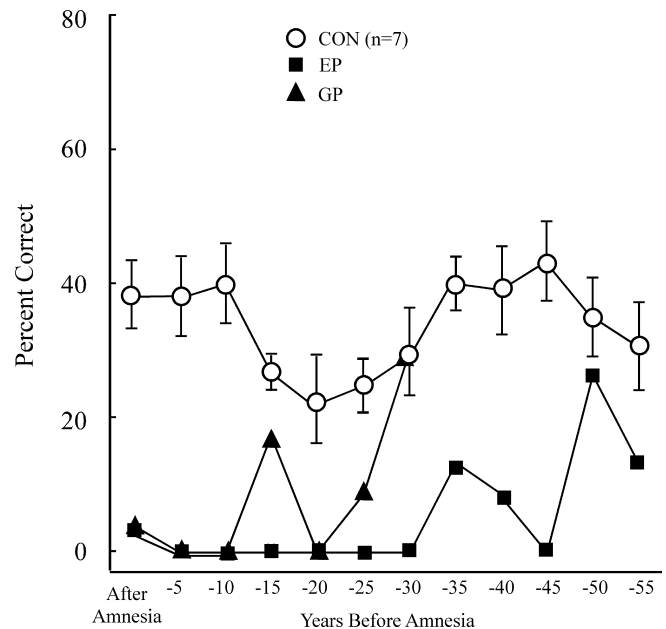 80
CON (n=7)
EP
GP
60
Percent Correct
40
20
0
After
Amnesia
-5
-10
-15
-20
-25
-30
-35
-40
-45
-50
-55
Years Before Amnesia